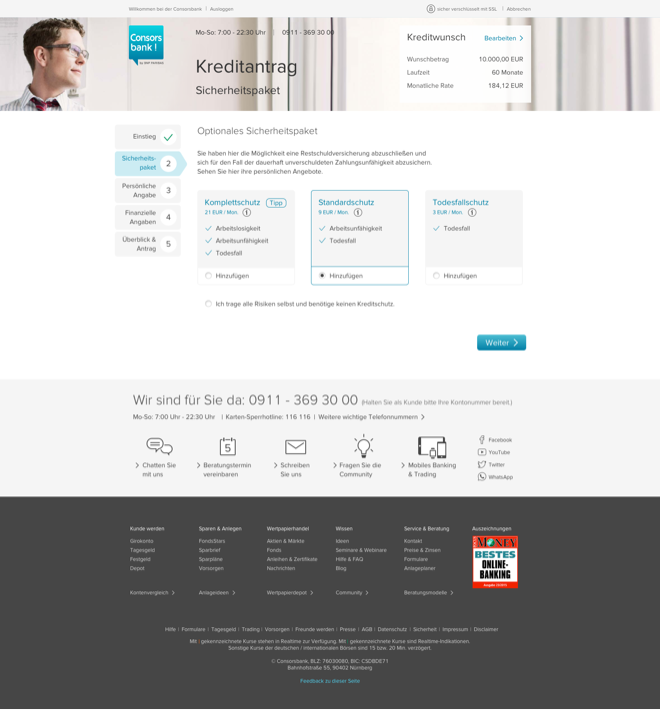 Willkommen bei der Consorsbank | Ausloggen
sicher verschlüsselt mit SSL | Abbrechen
Consors
bank!
by BNP PARIBAS
Mo-So: 7:00 - 22:30 Uhr | 0911 - 369 30 00
Kreditantrag
Sicherheitspaket
Kreditwunsch Bearbeiten
Wunschbetrag 10.000,00 EUR
Laufzeit 60 Monate
Monatliche Rate 184,12 EUR
Einstieg
Sicherheits-
paket 2
Persönliche
Angabe 3
Finanzielle
Angaben 4
Überblick &
Antrag 5
Optionales Sicherheitspaket
Sie haben hier die Möglichkeit eine Restschuldversicherung abzuschließen und
sich für den Fall der dauerhaft unverschuldeten Zahlungsunfähigkeit abzusichern.
Sehen Sie hier ihre persönlichen Angebote.
Komplettschutz Tipp
21 EUR / Mon.
Arbeitslosigkeit
Arbeitsunfähigkeit
Todesfall
Hinzufügen
Standardschutz
9 EUR / Mon.
Arbeitsunfähigkeit
Todesfall
Hinzufügen
Todesfallschutz
3 EUR / Mon.
Todesfall
Hinzufügen
Ich trage alle Risiken selbst und benötige keinen Kreditschutz.
Weiter
Wir sind für Sie da: 0911 - 369 30 00 (Halten Sie als Kunde bitte Ihre Kontonummer bereit.)
Mo-So: 7:00 Uhr - 22:30 Uhr | Karten-Sperrhotline: 116 116 | Weitere wichtige Telefonnummern
5
Chatten Sie
mit uns
Beratungstermin
vereinbaren
Schreiben
Sie uns
Fragen Sie die
Community
Mobiles Banking
& Trading
Facebook
YouTube
Twitter
WhatsApp
Kunde werden
Girokonto
Tagesgeld
Festgeld
Depot
Kontenvergleich
Sparen & Anlegen
FondsStars
Sparbrief
Sparpläne
Vorsorgen
Anlageideen
Wertpapierhandel
Aktien & Märkte
Fonds
Anleihen & Zertifikate
Nachrichten
Wertpapierdepot
Wissen
Ideen
Seminare & Webinare
Hilfe & FAQ
Blog
Community
Service & Beratung
Kontakt
Preise & Zinsen
Formulare
Anlageplaner
Beratungsmodelle
Auszeichnungen
MONEY
BESTES
ONLINE-
BANKING
Hilfe | Formulare | Tagesgeld | Trading | Vorsorgen | Freunde werden | Presse | AGB | Datenschutz | Sicherheit | Impressum | Disclaimer
Mit ⁞ gekennzeichnete Kurse stehen in Realtime zur Verfügung. Mit ⁞ gekennzeichnete Kurse sind Realtime-Indikationen.
Sonstige Kurse der deutschen / internationalen Börsen sind 15 bzw. 20 Min. verzögert.
© Consorsbank, BLZ: 76030080, BIC: CSDBDE71
Bahnhofstraße 55, 90402 Nürnberg
Feedback zu dieser Seite